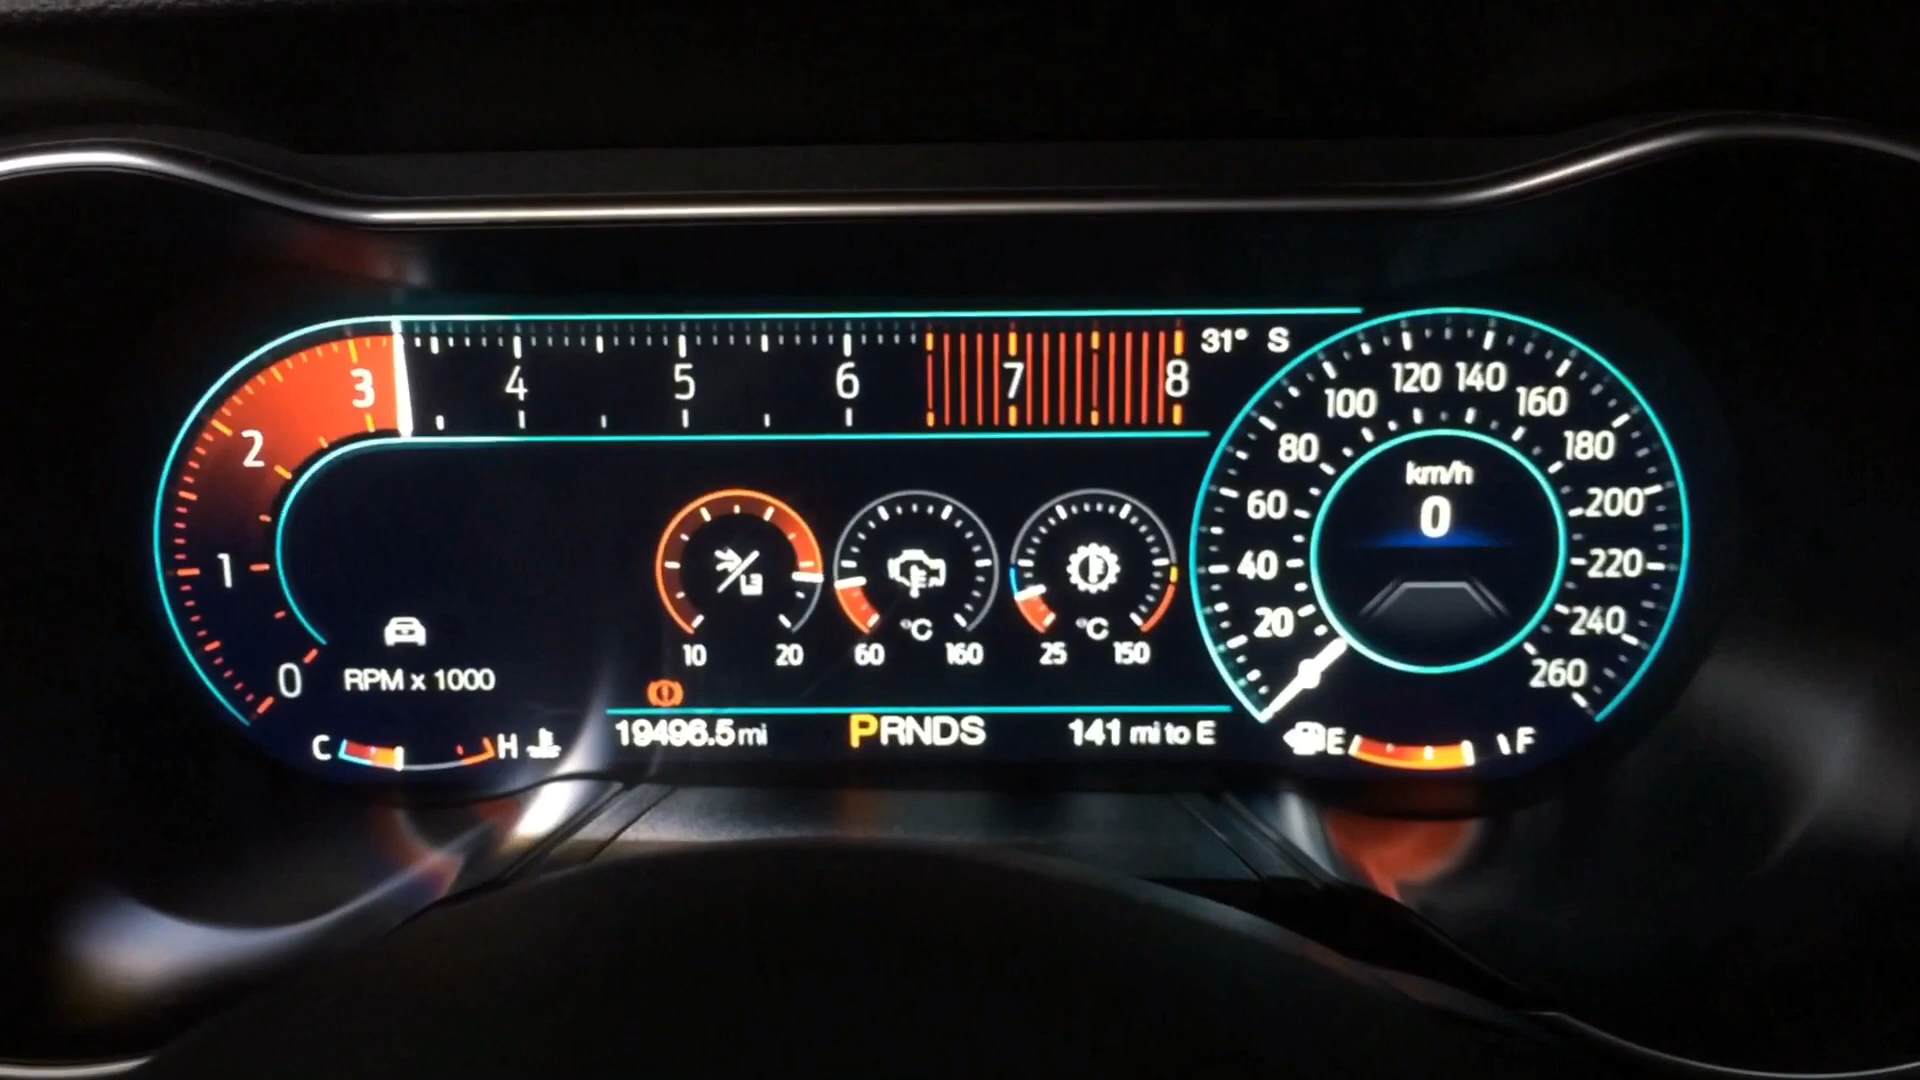 0 1 2 3 4 5 6 7 8
RPM x 1000
31° S
10 20
°C
60 160
°C
25 150
20 40 60 80 100 120 140 160 180 200 220 240 260
km/h
0
C H
19496.5 mi
PRNDS
141 mi to E
E F